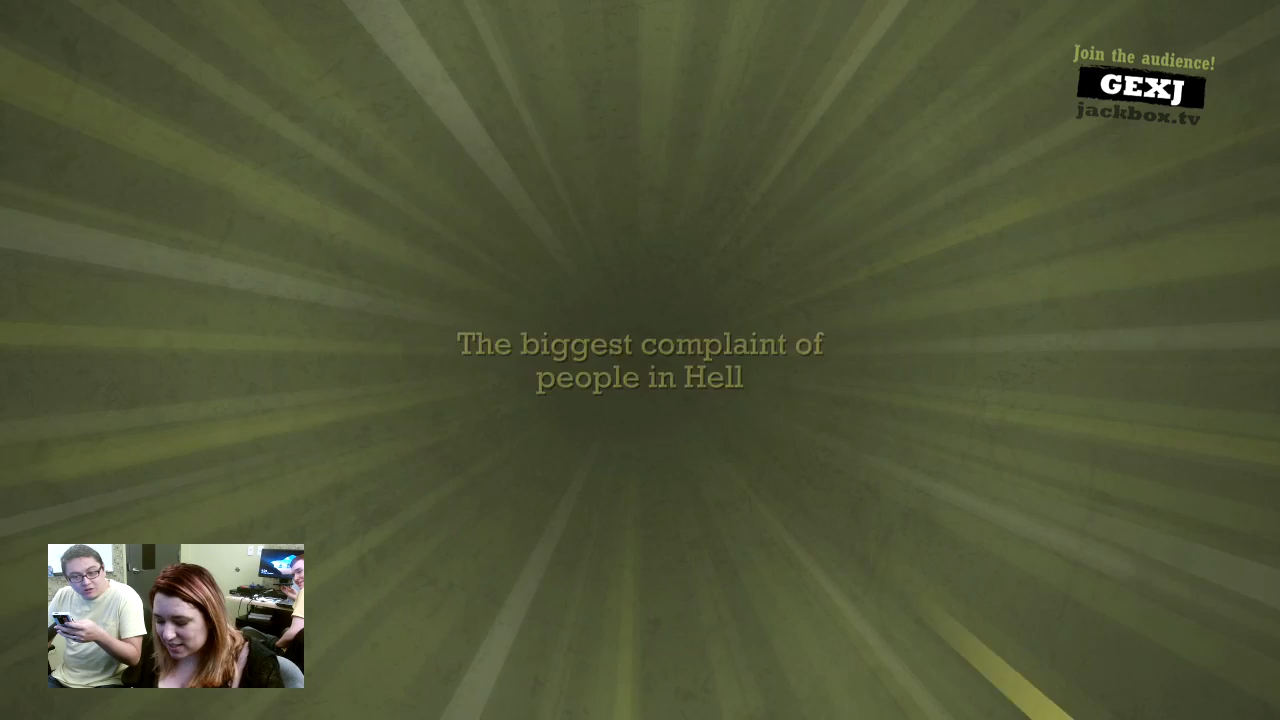 Join the audience!
GEXJ
jackbox.tv
The biggest complaint of
people in Hell